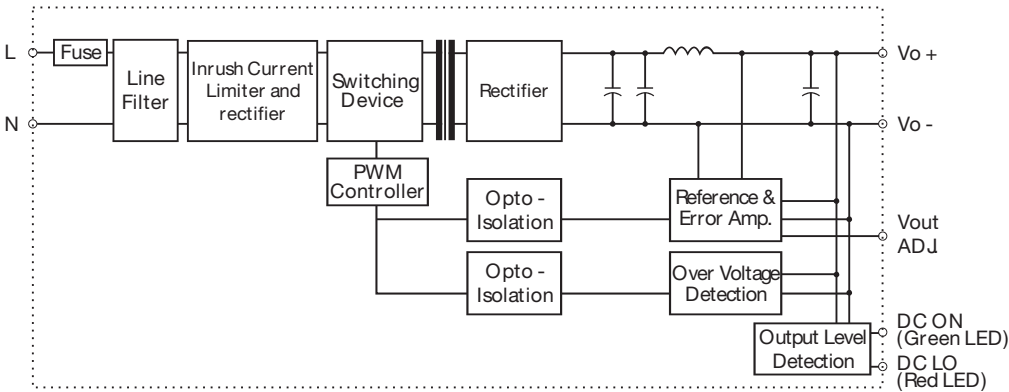 L
Fuse
Vo +
Line
Filter
Inrush Current
Limiter and
rectifier
Switching
Device
Rectifier
N
Vo -
PWM
Controller
Opto -
Isolation
Reference &
Error Amp.
Vout
ADJ.
Opto -
Isolation
Over Voltage
Detection
Output Level
Detection
DC ON
(Green LED)
DC LO
(Red LED)